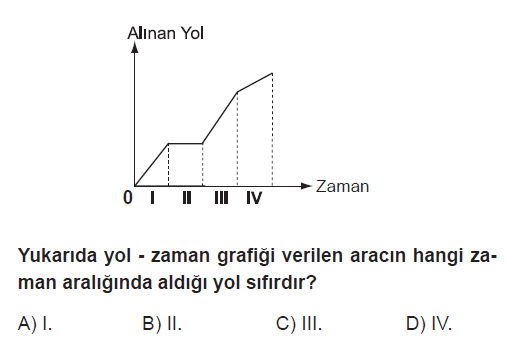 Alınan Yol
Zaman
0 I II III IV
Yukarıda yol - zaman grafiği verilen aracın hangi za-
man aralığında aldığı yol sıfırdır?
A) I. B) II. C) III. D) IV.